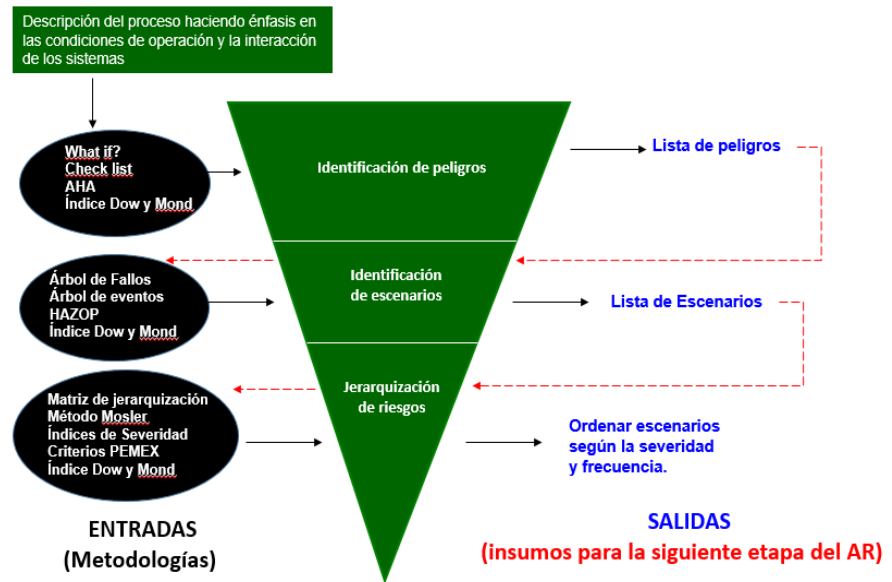 Descripción del proceso haciendo énfasis en
las condiciones de operación y la interacción
de los sistemas
What if?
Check list
AHA
Índice Dow y Mond
Identificación de peligros
Lista de peligros
Árbol de Fallos
Árbol de eventos
HAZOP
Índice Dow y Mond
Identificación
de escenarios
Lista de Escenarios
Matriz de jerarquización
Método Mosler
Índices de Severidad
Criterios PEMEX
Índice Dow y Mond
Jerarquización
de riesgos
Ordenar escenarios
según la severidad
y frecuencia.
ENTRADAS
(Metodologías)
SALIDAS
(insumos para la siguiente etapa del AR)